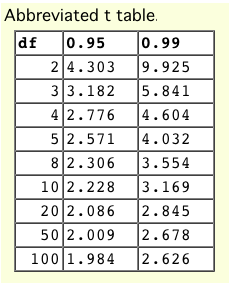 Abbreviated t table.
df 0.95 0.99
2 4.303 9.925
3 3.182 5.841
4 2.776 4.604
5 2.571 4.032
8 2.306 3.554
10 2.228 3.169
20 2.086 2.845
50 2.009 2.678
100 1.984 2.626